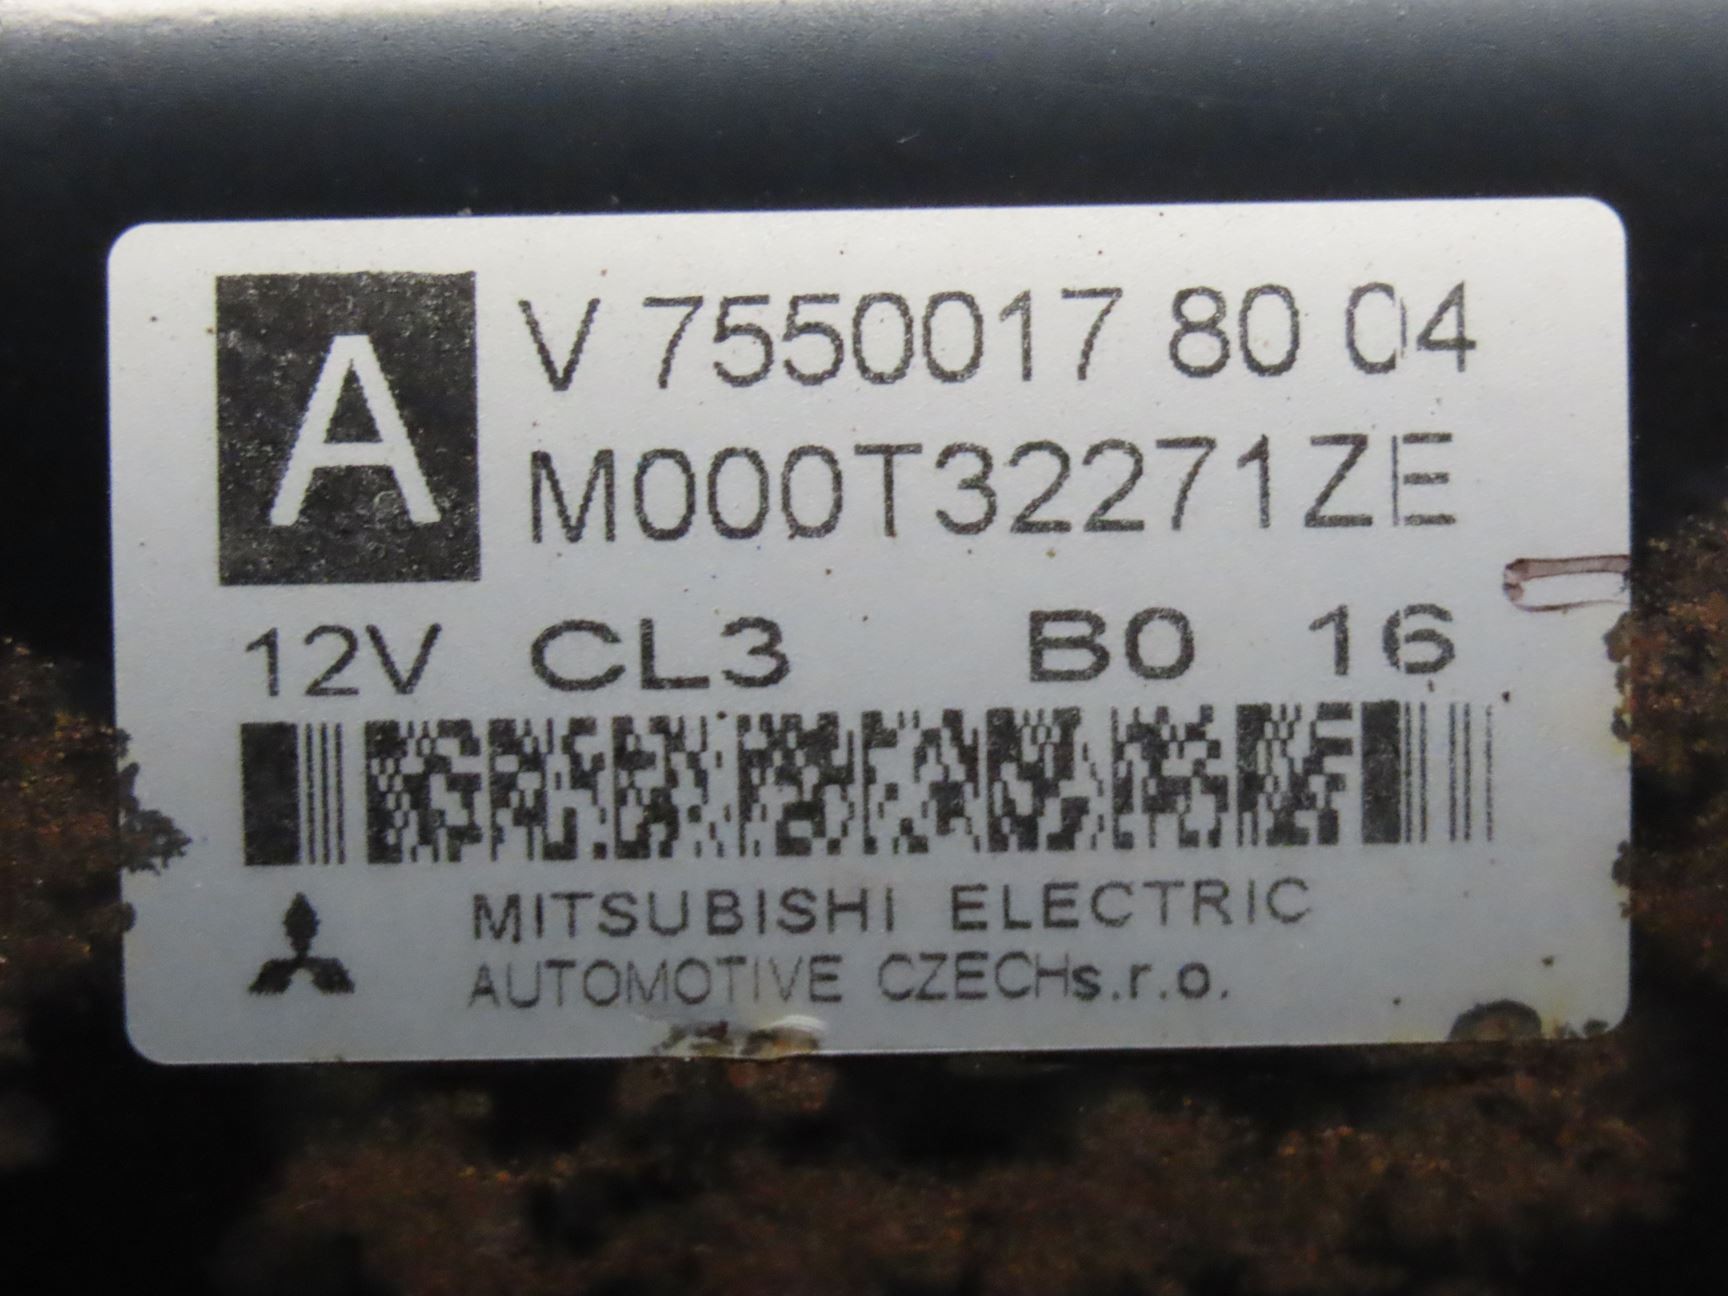 A
V 7550017 80 04
M000T32271ZE
12V CL3 B0 16
MITSUBISHI ELECTRIC
AUTOMOTIVE CZECHs.r.o.